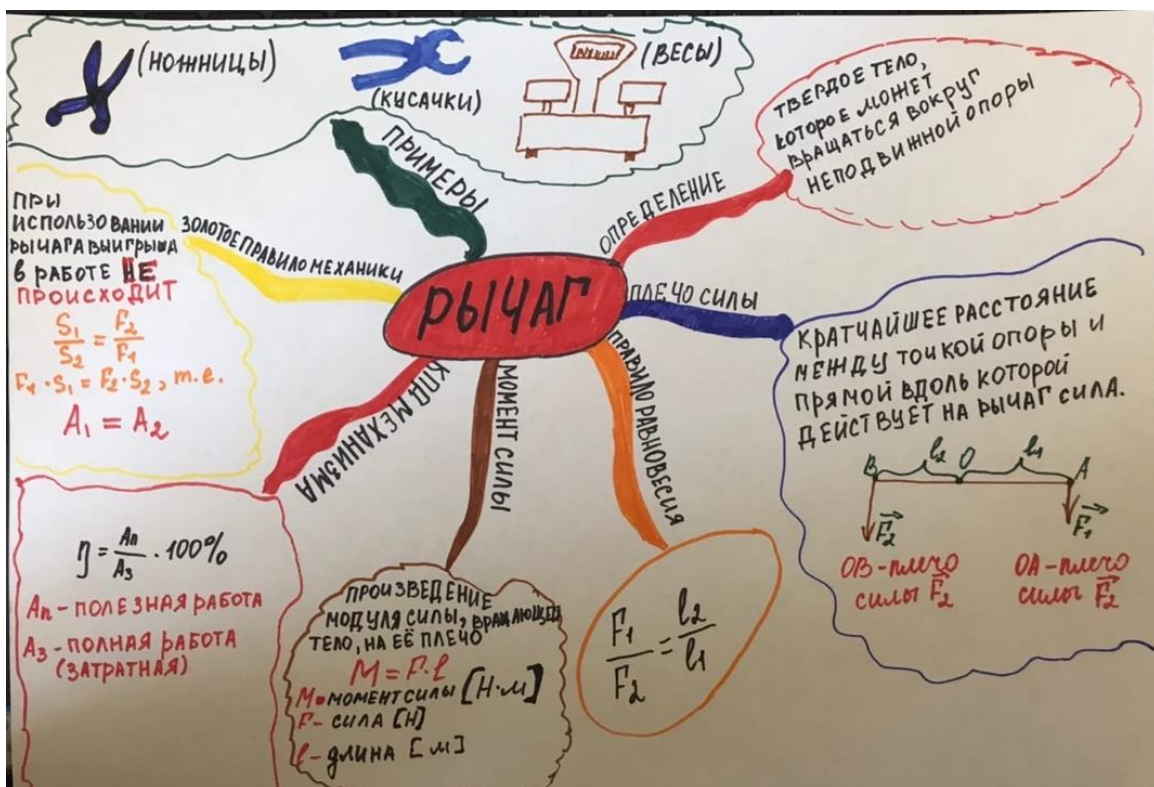 РЫЧАГ
ПРИМЕРЫ
(НОЖНИЦЫ)
(КУСАЧКИ)
(ВЕСЫ)
ОПРЕДЕЛЕНИЕ
ТВЕРДОЕ ТЕЛО,
КОТОРОЕ МОЖЕТ
ВРАЩАТЬСЯ ВОКРУГ
НЕПОДВИЖНОЙ ОПОРЫ
ПЛЕЧО СИЛЫ
КРАТЧАЙШЕЕ РАССТОЯНИЕ
МЕЖДУ ТОЧКОЙ ОПОРЫ И
ПРЯМОЙ ВДОЛЬ КОТОРОЙ
ДЕЙСТВУЕТ НА РЫЧАГ СИЛА.
B l₂ O l₁ A
F₂ F₁
OB-плечо OA-плечо
силы F₂ силы F₂
ПРАВИЛО РАВНОВЕСИЯ
F₁/F₂ = l₂/l₁
МОМЕНТ СИЛЫ
ПРОИЗВЕДЕНИЕ
МОДУЛЯ СИЛЫ, ВРАЩАЮЩЕЙ
ТЕЛО, НА ЕЁ ПЛЕЧО
M = F·l
M-МОМЕНТ СИЛЫ [Н·м]
F- СИЛА [Н]
l-ДЛИНА [м]
КПД МЕХАНИЗМА
η = Aп/Aз · 100%
Aп-ПОЛЕЗНАЯ РАБОТА
Aз-ПОЛНАЯ РАБОТА
(ЗАТРАТНАЯ)
ЗОЛОТОЕ ПРАВИЛО МЕХАНИКИ
ПРИ
ИСПОЛЬЗОВАНИИ
РЫЧАГА ВЫИГРЫША
В РАБОТЕ НЕ
ПРОИСХОДИТ
S₁/S₂ = F₂/F₁
F₁·S₁ = F₂·S₂, т.е.
A₁ = A₂